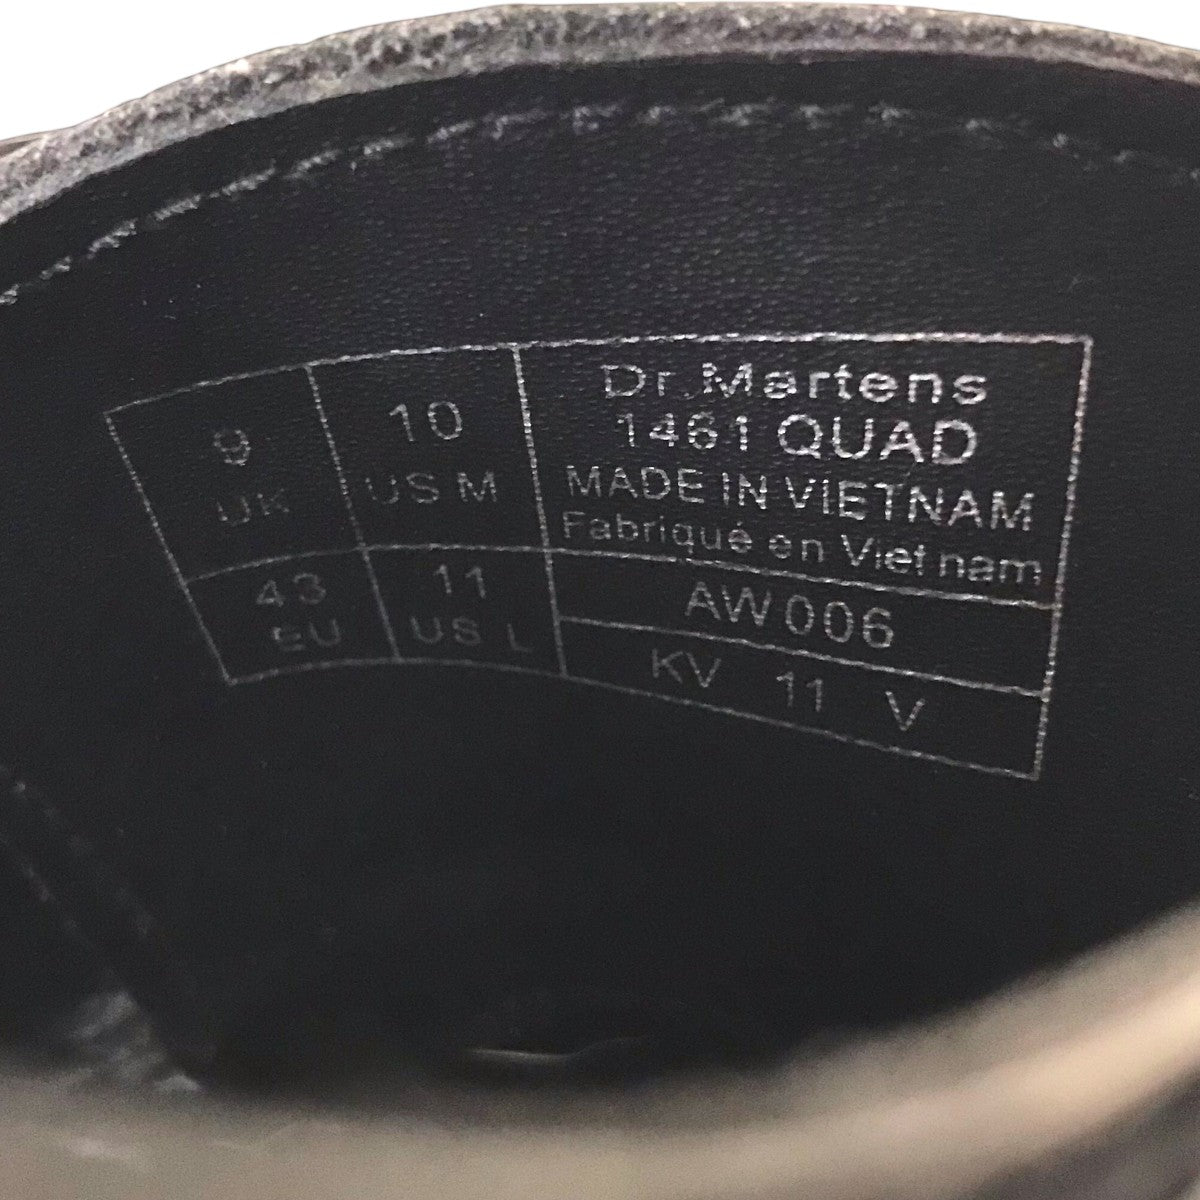 9
UK
10
US M
43
EU
11
US L
Dr.Martens
1461 QUAD
MADE IN VIETNAM
Fabriqué en Viet nam
AW006
KV 11 V